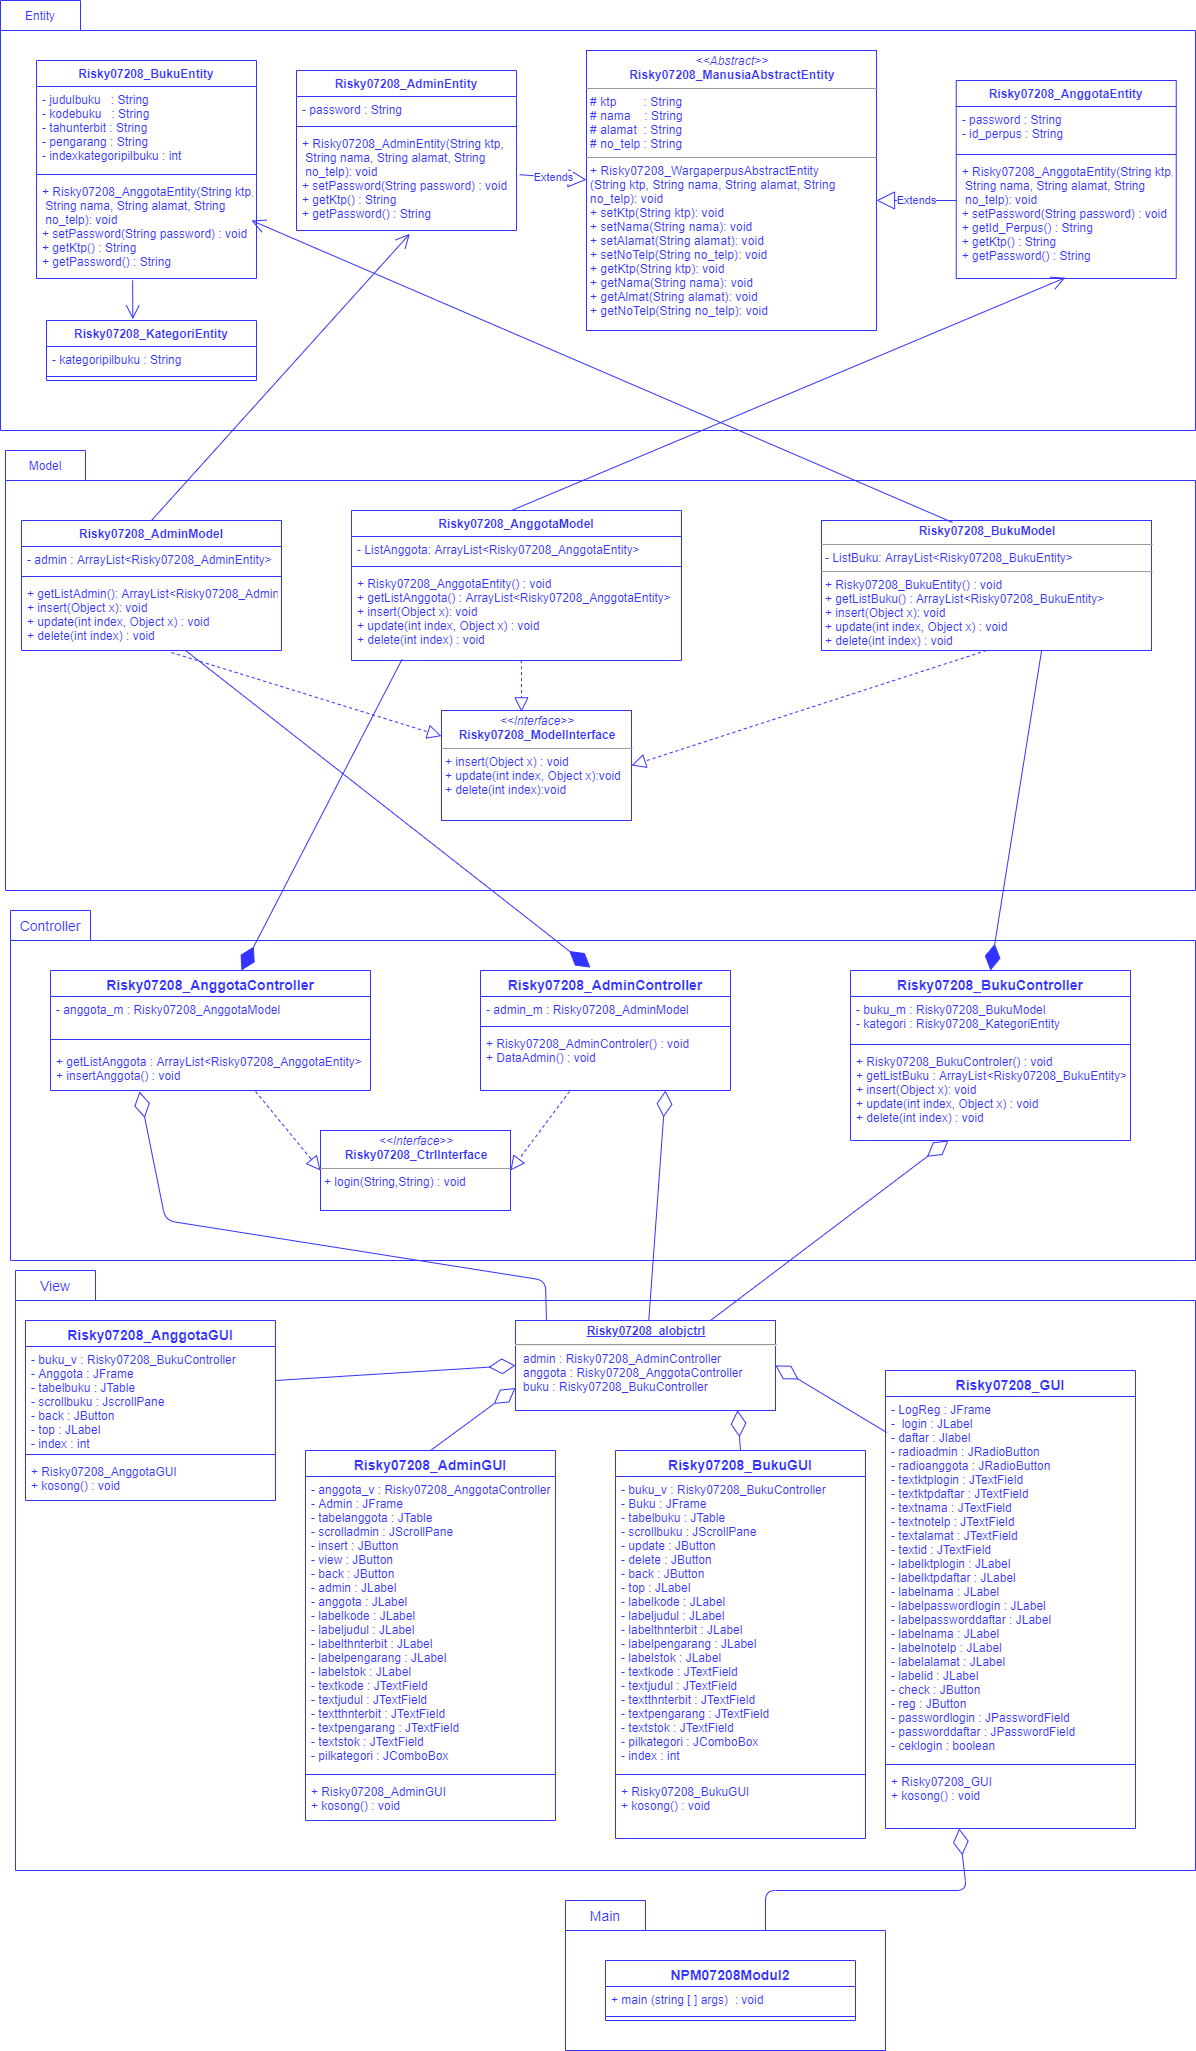 Entity
Risky07208_BukuEntity
- judulbuku : String
- kodebuku : String
- tahunterbit : String
- pengarang : String
- indexkategoripilbuku : int
+ Risky07208_AnggotaEntity(String ktp,
String nama, String alamat, String
no_telp): void
+ setPassword(String password) : void
+ getKtp() : String
+ getPassword() : String
Risky07208_KategoriEntity
- kategoripilbuku : String
Risky07208_AdminEntity
- password : String
+ Risky07208_AdminEntity(String ktp,
String nama, String alamat, String
no_telp): void
+ setPassword(String password) : void
+ getKtp() : String
+ getPassword() : String
Extends
<<Abstract>>
Risky07208_ManusiaAbstractEntity
# ktp : String
# nama : String
# alamat : String
# no_telp : String
+ Risky07208_WargaperpusAbstractEntity
(String ktp, String nama, String alamat, String
no_telp): void
+ setKtp(String ktp): void
+ setNama(String nama): void
+ setAlamat(String alamat): void
+ setNoTelp(String no_telp): void
+ getKtp(String ktp): void
+ getNama(String nama): void
+ getAlmat(String alamat): void
+ getNoTelp(String no_telp): void
Extends
Risky07208_AnggotaEntity
- password : String
- id_perpus : String
+ Risky07208_AnggotaEntity(String ktp,
String nama, String alamat, String
no_telp): void
+ setPassword(String password) : void
+ getId_Perpus() : String
+ getKtp() : String
+ getPassword() : String
Model
Risky07208_AdminModel
- admin : ArrayList<Risky07208_AdminEntity>
+ getListAdmin(): ArrayList<Risky07208_Admin
+ insert(Object x): void
+ update(int index, Object x) : void
+ delete(int index) : void
Risky07208_AnggotaModel
- ListAnggota: ArrayList<Risky07208_AnggotaEntity>
+ Risky07208_AnggotaEntity() : void
+ getListAnggota() : ArrayList<Risky07208_AnggotaEntity>
+ insert(Object x): void
+ update(int index, Object x) : void
+ delete(int index) : void
Risky07208_BukuModel
- ListBuku: ArrayList<Risky07208_BukuEntity>
+ Risky07208_BukuEntity() : void
+ getListBuku() : ArrayList<Risky07208_BukuEntity>
+ insert(Object x): void
+ update(int index, Object x) : void
+ delete(int index) : void
<<Interface>>
Risky07208_ModelInterface
+ insert(Object x) : void
+ update(int index, Object x):void
+ delete(int index):void
Controller
Risky07208_AnggotaController
- anggota_m : Risky07208_AnggotaModel
+ getListAnggota : ArrayList<Risky07208_AnggotaEntity>
+ insertAnggota() : void
Risky07208_AdminController
- admin_m : Risky07208_AdminModel
+ Risky07208_AdminControler() : void
+ DataAdmin() : void
Risky07208_BukuController
- buku_m : Risky07208_BukuModel
- kategori : Risky07208_KategoriEntity
+ Risky07208_BukuControler() : void
+ getListBuku : ArrayList<Risky07208_BukuEntity>
+ insert(Object x): void
+ update(int index, Object x) : void
+ delete(int index) : void
<<Interface>>
Risky07208_CtrlInterface
+ login(String,String) : void
View
Risky07208_AnggotaGUI
- buku_v : Risky07208_BukuController
- Anggota : JFrame
- tabelbuku : JTable
- scrollbuku : JscrollPane
- back : JButton
- top : JLabel
- index : int
+ Risky07208_AnggotaGUI
+ kosong() : void
Risky07208_alobjctrl
admin : Risky07208_AdminController
anggota : Risky07208_AnggotaController
buku : Risky07208_BukuController
Risky07208_AdminGUI
- anggota_v : Risky07208_AnggotaController
- Admin : JFrame
- tabelanggota : JTable
- scrolladmin : JScrollPane
- insert : JButton
- view : JButton
- back : JButton
- admin : JLabel
- anggota : JLabel
- labelkode : JLabel
- labeljudul : JLabel
- labelthnterbit : JLabel
- labelpengarang : JLabel
- labelstok : JLabel
- textkode : JTextField
- textjudul : JTextField
- textthnterbit : JTextField
- textpengarang : JTextField
- textstok : JTextField
- pilkategori : JComboBox
+ Risky07208_AdminGUI
+ kosong() : void
Risky07208_BukuGUI
- buku_v : Risky07208_BukuController
- Buku : JFrame
- tabelbuku : JTable
- scrollbuku : JScrollPane
- update : JButton
- delete : JButton
- back : JButton
- top : JLabel
- labelkode : JLabel
- labeljudul : JLabel
- labelthnterbit : JLabel
- labelpengarang : JLabel
- labelstok : JLabel
- textkode : JTextField
- textjudul : JTextField
- textthnterbit : JTextField
- textpengarang : JTextField
- textstok : JTextField
- pilkategori : JComboBox
- index : int
+ Risky07208_BukuGUI
+ kosong() : void
Risky07208_GUI
- LogReg : JFrame
- login : JLabel
- daftar : Jlabel
- radioadmin : JRadioButton
- radioanggota : JRadioButton
- textktplogin : JTextField
- textktpdaftar : JTextField
- textnama : JTextField
- textnotelp : JTextField
- textalamat : JTextField
- textid : JTextField
- labelktplogin : JLabel
- labelktpdaftar : JLabel
- labelnama : JLabel
- labelpasswordlogin : JLabel
- labelpassworddaftar : JLabel
- labelnama : JLabel
- labelnotelp : JLabel
- labelalamat : JLabel
- labelid : JLabel
- check : JButton
- reg : JButton
- passwordlogin : JPasswordField
- passworddaftar : JPasswordField
- ceklogin : boolean
+ Risky07208_GUI
+ kosong() : void
Main
NPM07208Modul2
+ main (string [ ] args) : void